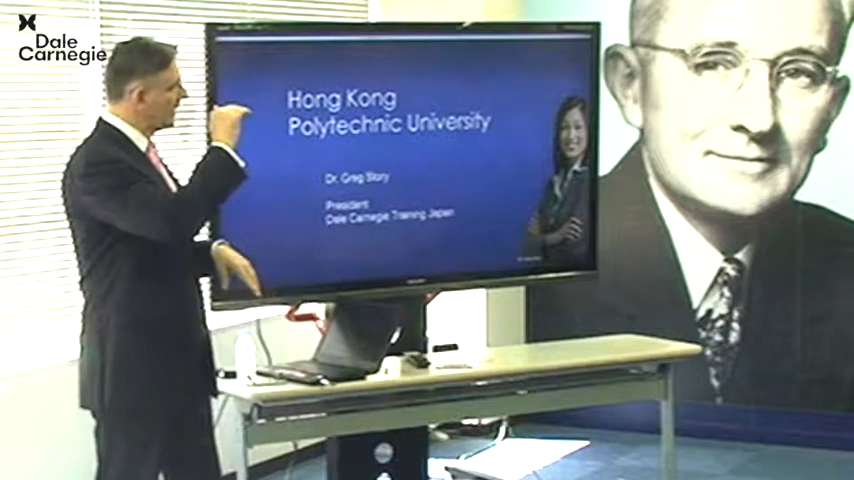 Dale
Carnegie
Hong Kong
Polytechnic University
Dr. Greg Story
President
Dale Carnegie Training Japan